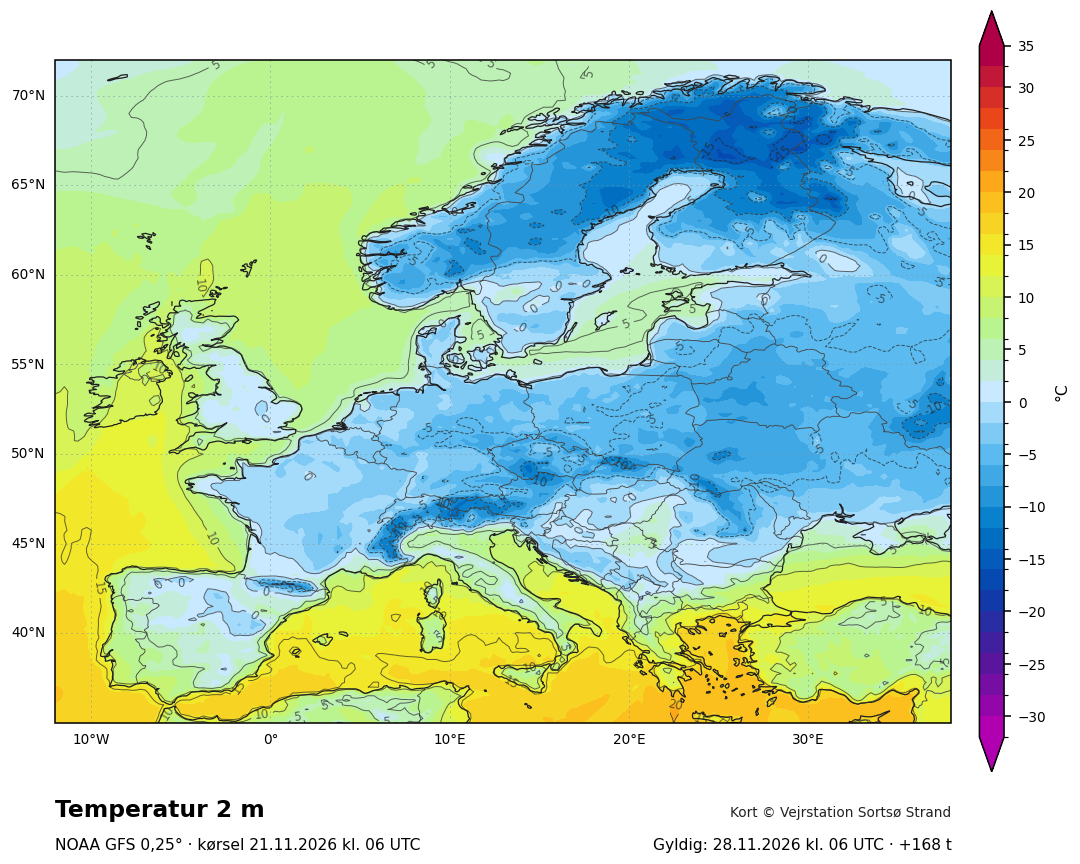 70°N
65°N
60°N
55°N
50°N
45°N
40°N
10°W 0° 10°E 20°E 30°E
35
30
25
20
15
10
5
0
−5
−10
−15
−20
−25
−30
°C
Temperatur 2 m
Kort © Vejrstation Sortsø Strand
NOAA GFS 0,25° · kørsel 21.11.2026 kl. 06 UTC
Gyldig: 28.11.2026 kl. 06 UTC · +168 t